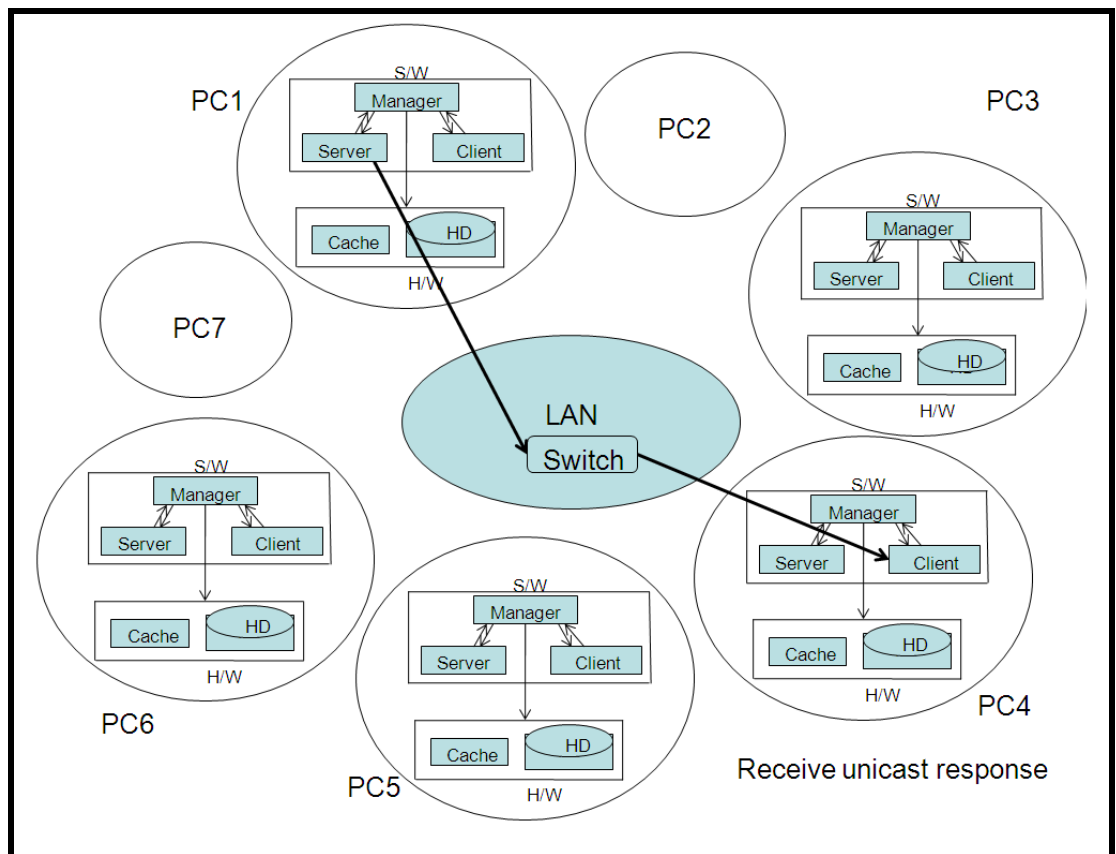 PC1
S/W
Manager
Server
Client
Cache
HD
H/W
PC2
PC3
S/W
Manager
Server
Client
Cache
HD
H/W
PC7
LAN
Switch
PC6
S/W
Manager
Server
Client
Cache
HD
H/W
PC5
S/W
Manager
Server
Client
Cache
HD
H/W
PC4
S/W
Manager
Server
Client
Cache
HD
H/W
Receive unicast response